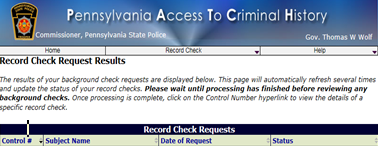 Pennsylvania Access To Criminal History
Commissioner, Pennsylvania State Police
Gov. Thomas W Wolf
Home Record Check Help
Record Check Request Results
The results of your background check requests are displayed below. This page will automatically refresh several times
and update the status of your record checks. Please wait until processing has finished before reviewing any
background checks. Once processing is complete, click on the Control Number hyperlink to view the details of a
specific record check.
Record Check Requests
Control # Subject Name Date of Request Status